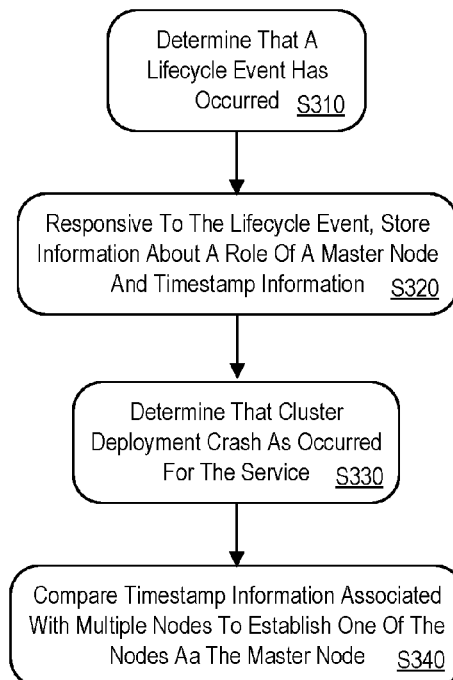 Determine That A
Lifecycle Event Has
Occurred S310
Responsive To The Lifecycle Event, Store
Information About A Role Of A Master Node
And Timestamp Information S320
Determine That Cluster
Deployment Crash As Occurred
For The Service S330
Compare Timestamp Information Associated
With Multiple Nodes To Establish One Of The
Nodes Aa The Master Node S340